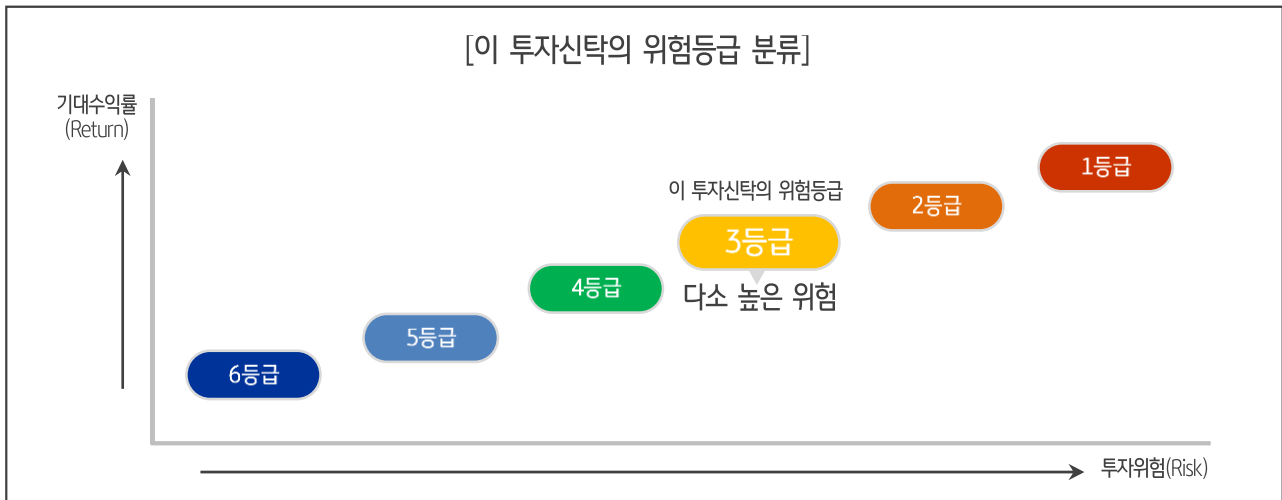 [이 투자신탁의 위험등급 분류]
기대수익률
(Return)
1등급
이 투자신탁의 위험등급
2등급
3등급
4등급
다소 높은 위험
5등급
6등급
투자위험(Risk)